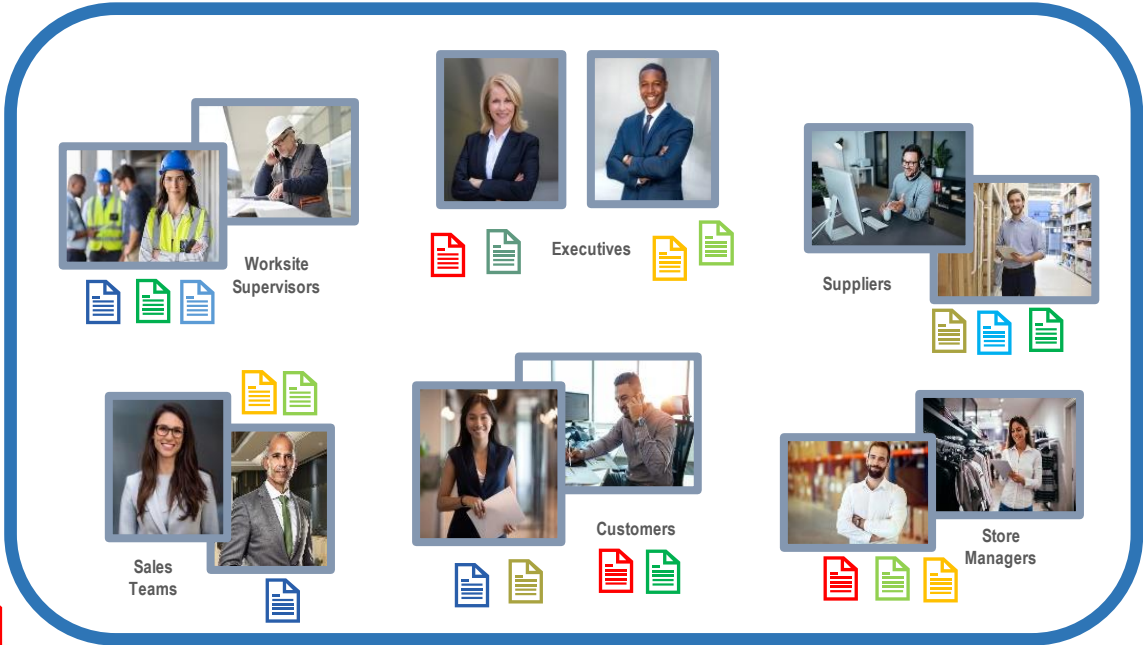 Executives
Worksite
Supervisors
Suppliers
Sales
Teams
Customers
Store
Managers